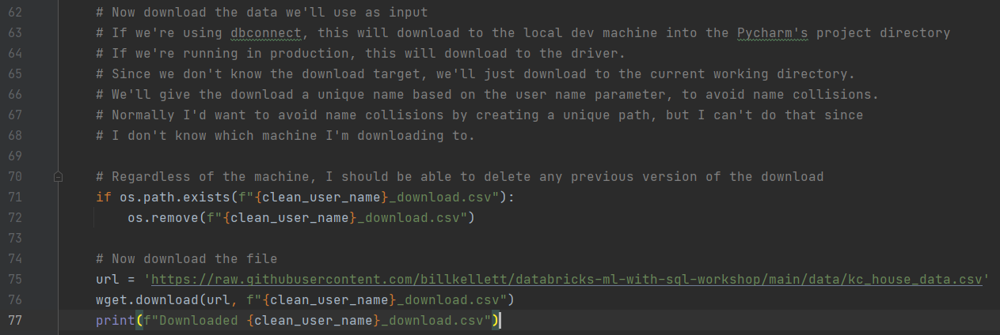 62 # Now download the data we'll use as input
63 # If we're using dbconnect, this will download to the local dev machine into the Pycharm's project directory
64 # If we're running in production, this will download to the driver.
65 # Since we don't know the download target, we'll just download to the current working directory.
66 # We'll give the download a unique name based on the user name parameter, to avoid name collisions.
67 # Normally I'd want to avoid name collisions by creating a unique path, but I can't do that since
68 # I don't know which machine I'm downloading to.
69
70 # Regardless of the machine, I should be able to delete any previous version of the download
71 if os.path.exists(f"{clean_user_name}_download.csv"):
72     os.remove(f"{clean_user_name}_download.csv")
73
74 # Now download the file
75 url = 'https://raw.githubusercontent.com/billkellett/databricks-ml-with-sql-workshop/main/data/kc_house_data.csv'
76 wget.download(url, f"{clean_user_name}_download.csv")
77 print(f"Downloaded {clean_user_name}_download.csv")